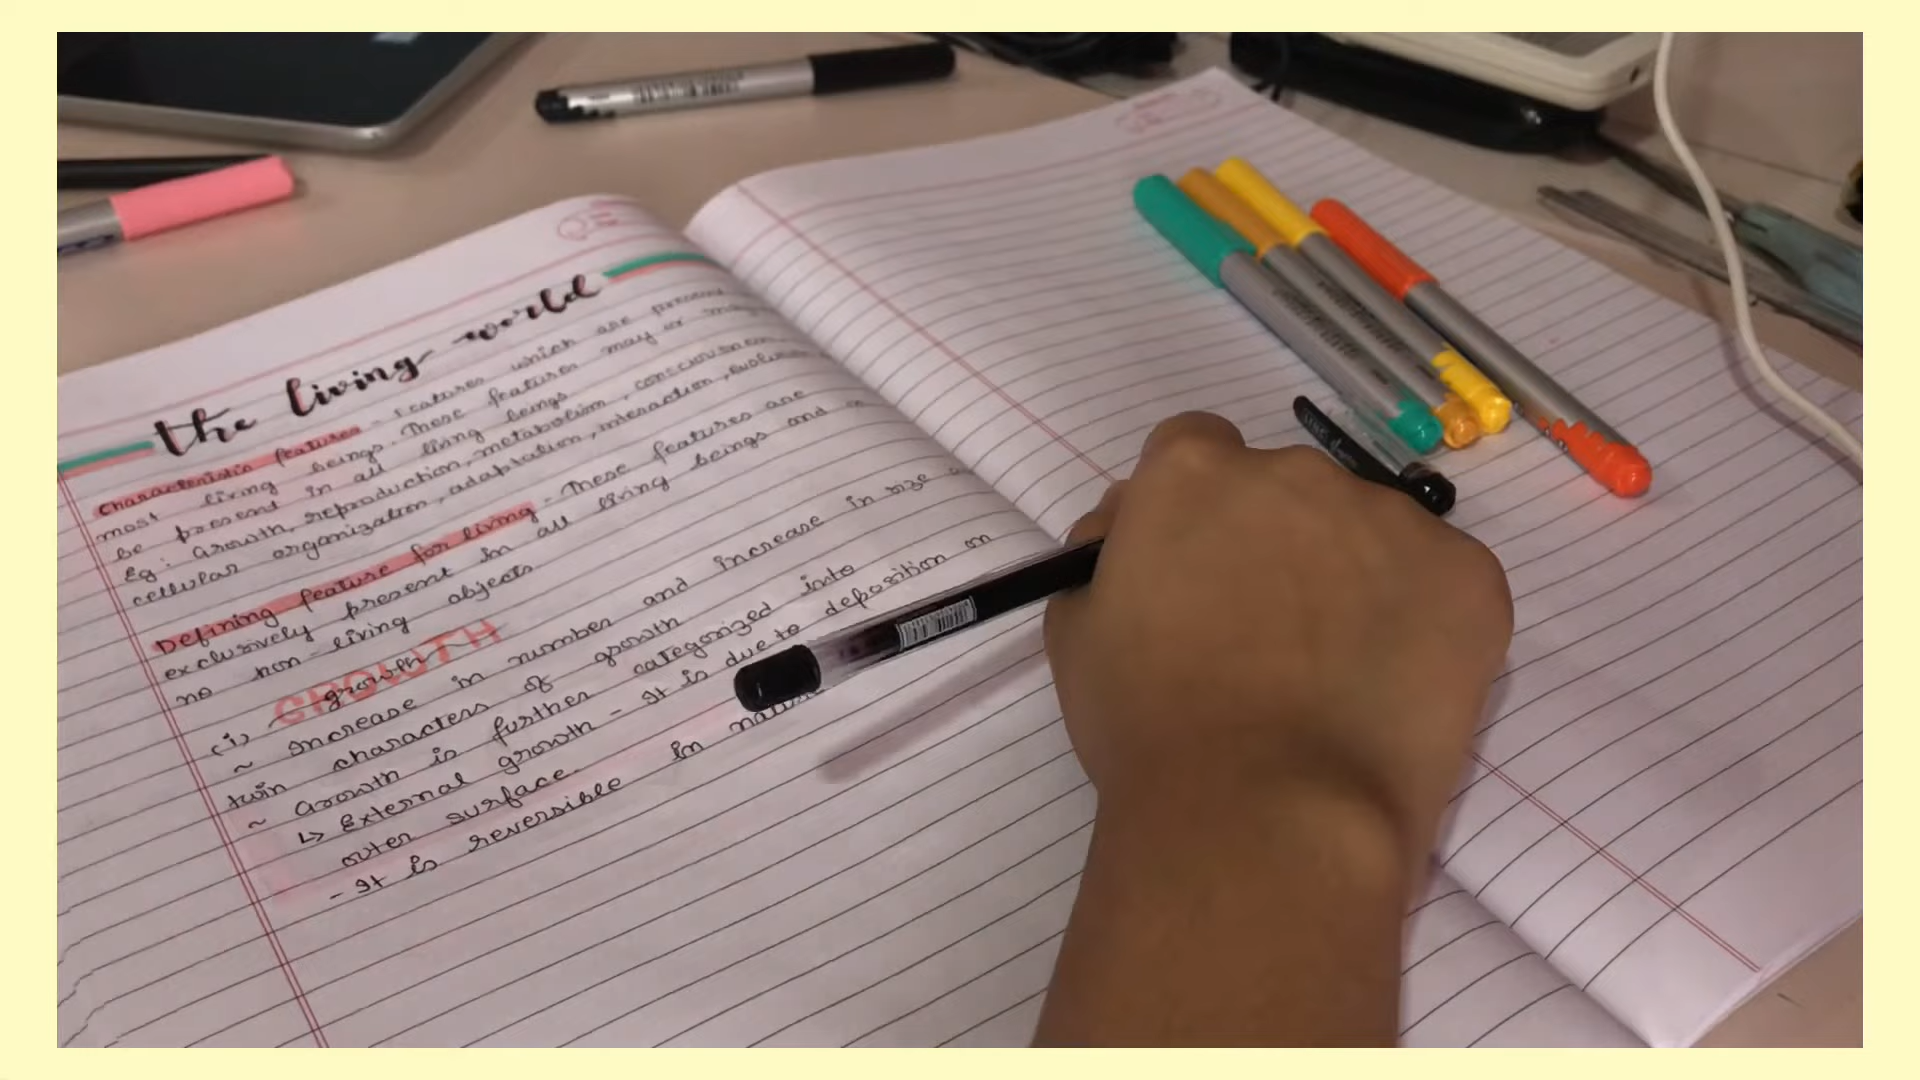 the living world
Characteristic features - Features which are present
most living beings. These features may or may
be present in all living beings.
Eg: Growth, reproduction, metabolism, consciousness
cellular organization, adaptation, interaction, evolution
Defining feature for living - These features are
exclusively present in all living beings and
no non-living objects.
GROWTH
(i) growth
~ Increase in number and increase in size
twin characters of growth
~ Growth is further categorized into
↳ External growth - It is due to deposition on
outer surface.
- It is reversible in nature